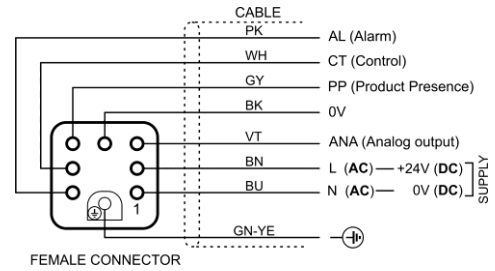 CABLE
PK AL (Alarm)
WH CT (Control)
GY PP (Product Presence)
BK 0V
VT ANA (Analog output)
BN L (AC) — +24V (DC)
BU N (AC) — 0V (DC)
SUPPLY
1
GN-YE
FEMALE CONNECTOR